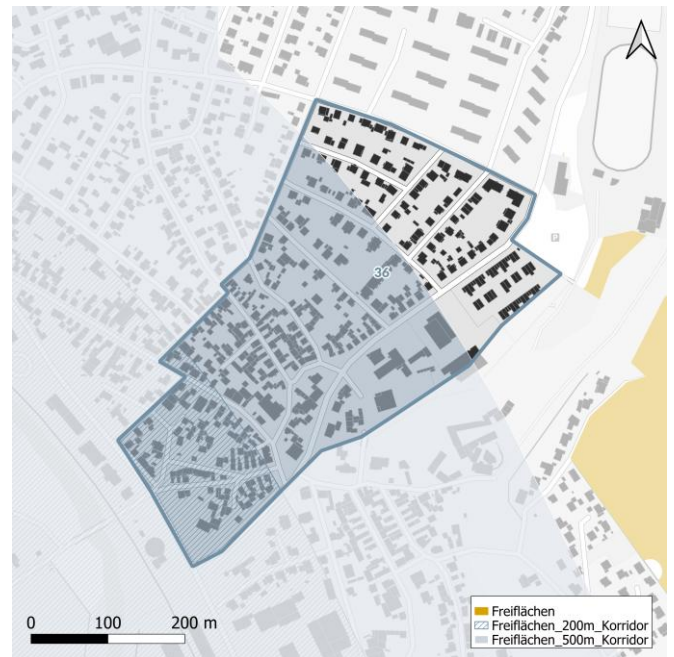 36
P
0 100 200 m
Freiflächen
Freiflächen_200m_Korridor
Freiflächen_500m_Korridor